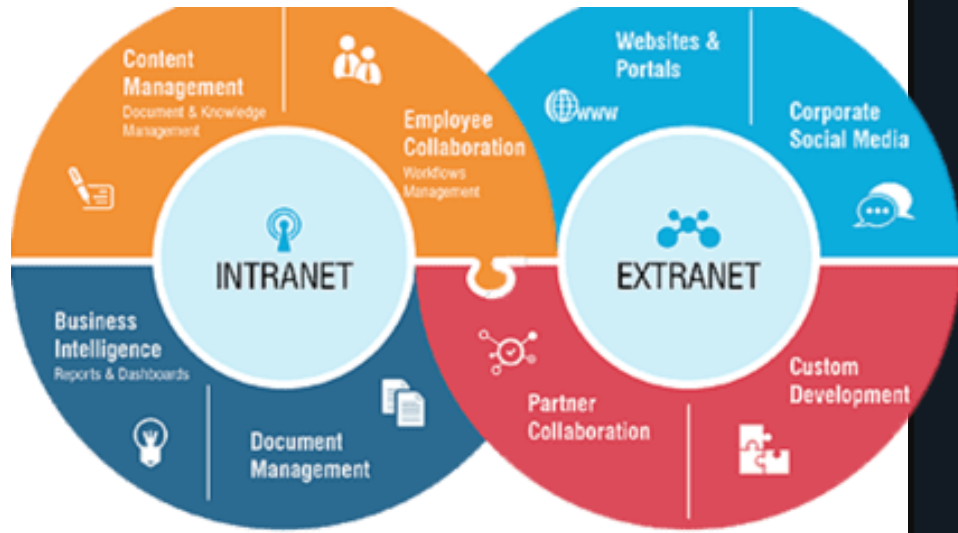 Content
Management
Document & Knowledge
Management
Employee
Collaboration
Workflows
Management
INTRANET
Business
Intelligence
Reports & Dashboards
Document
Management
Websites &
Portals
www
Corporate
Social Media
EXTRANET
Partner
Collaboration
Custom
Development